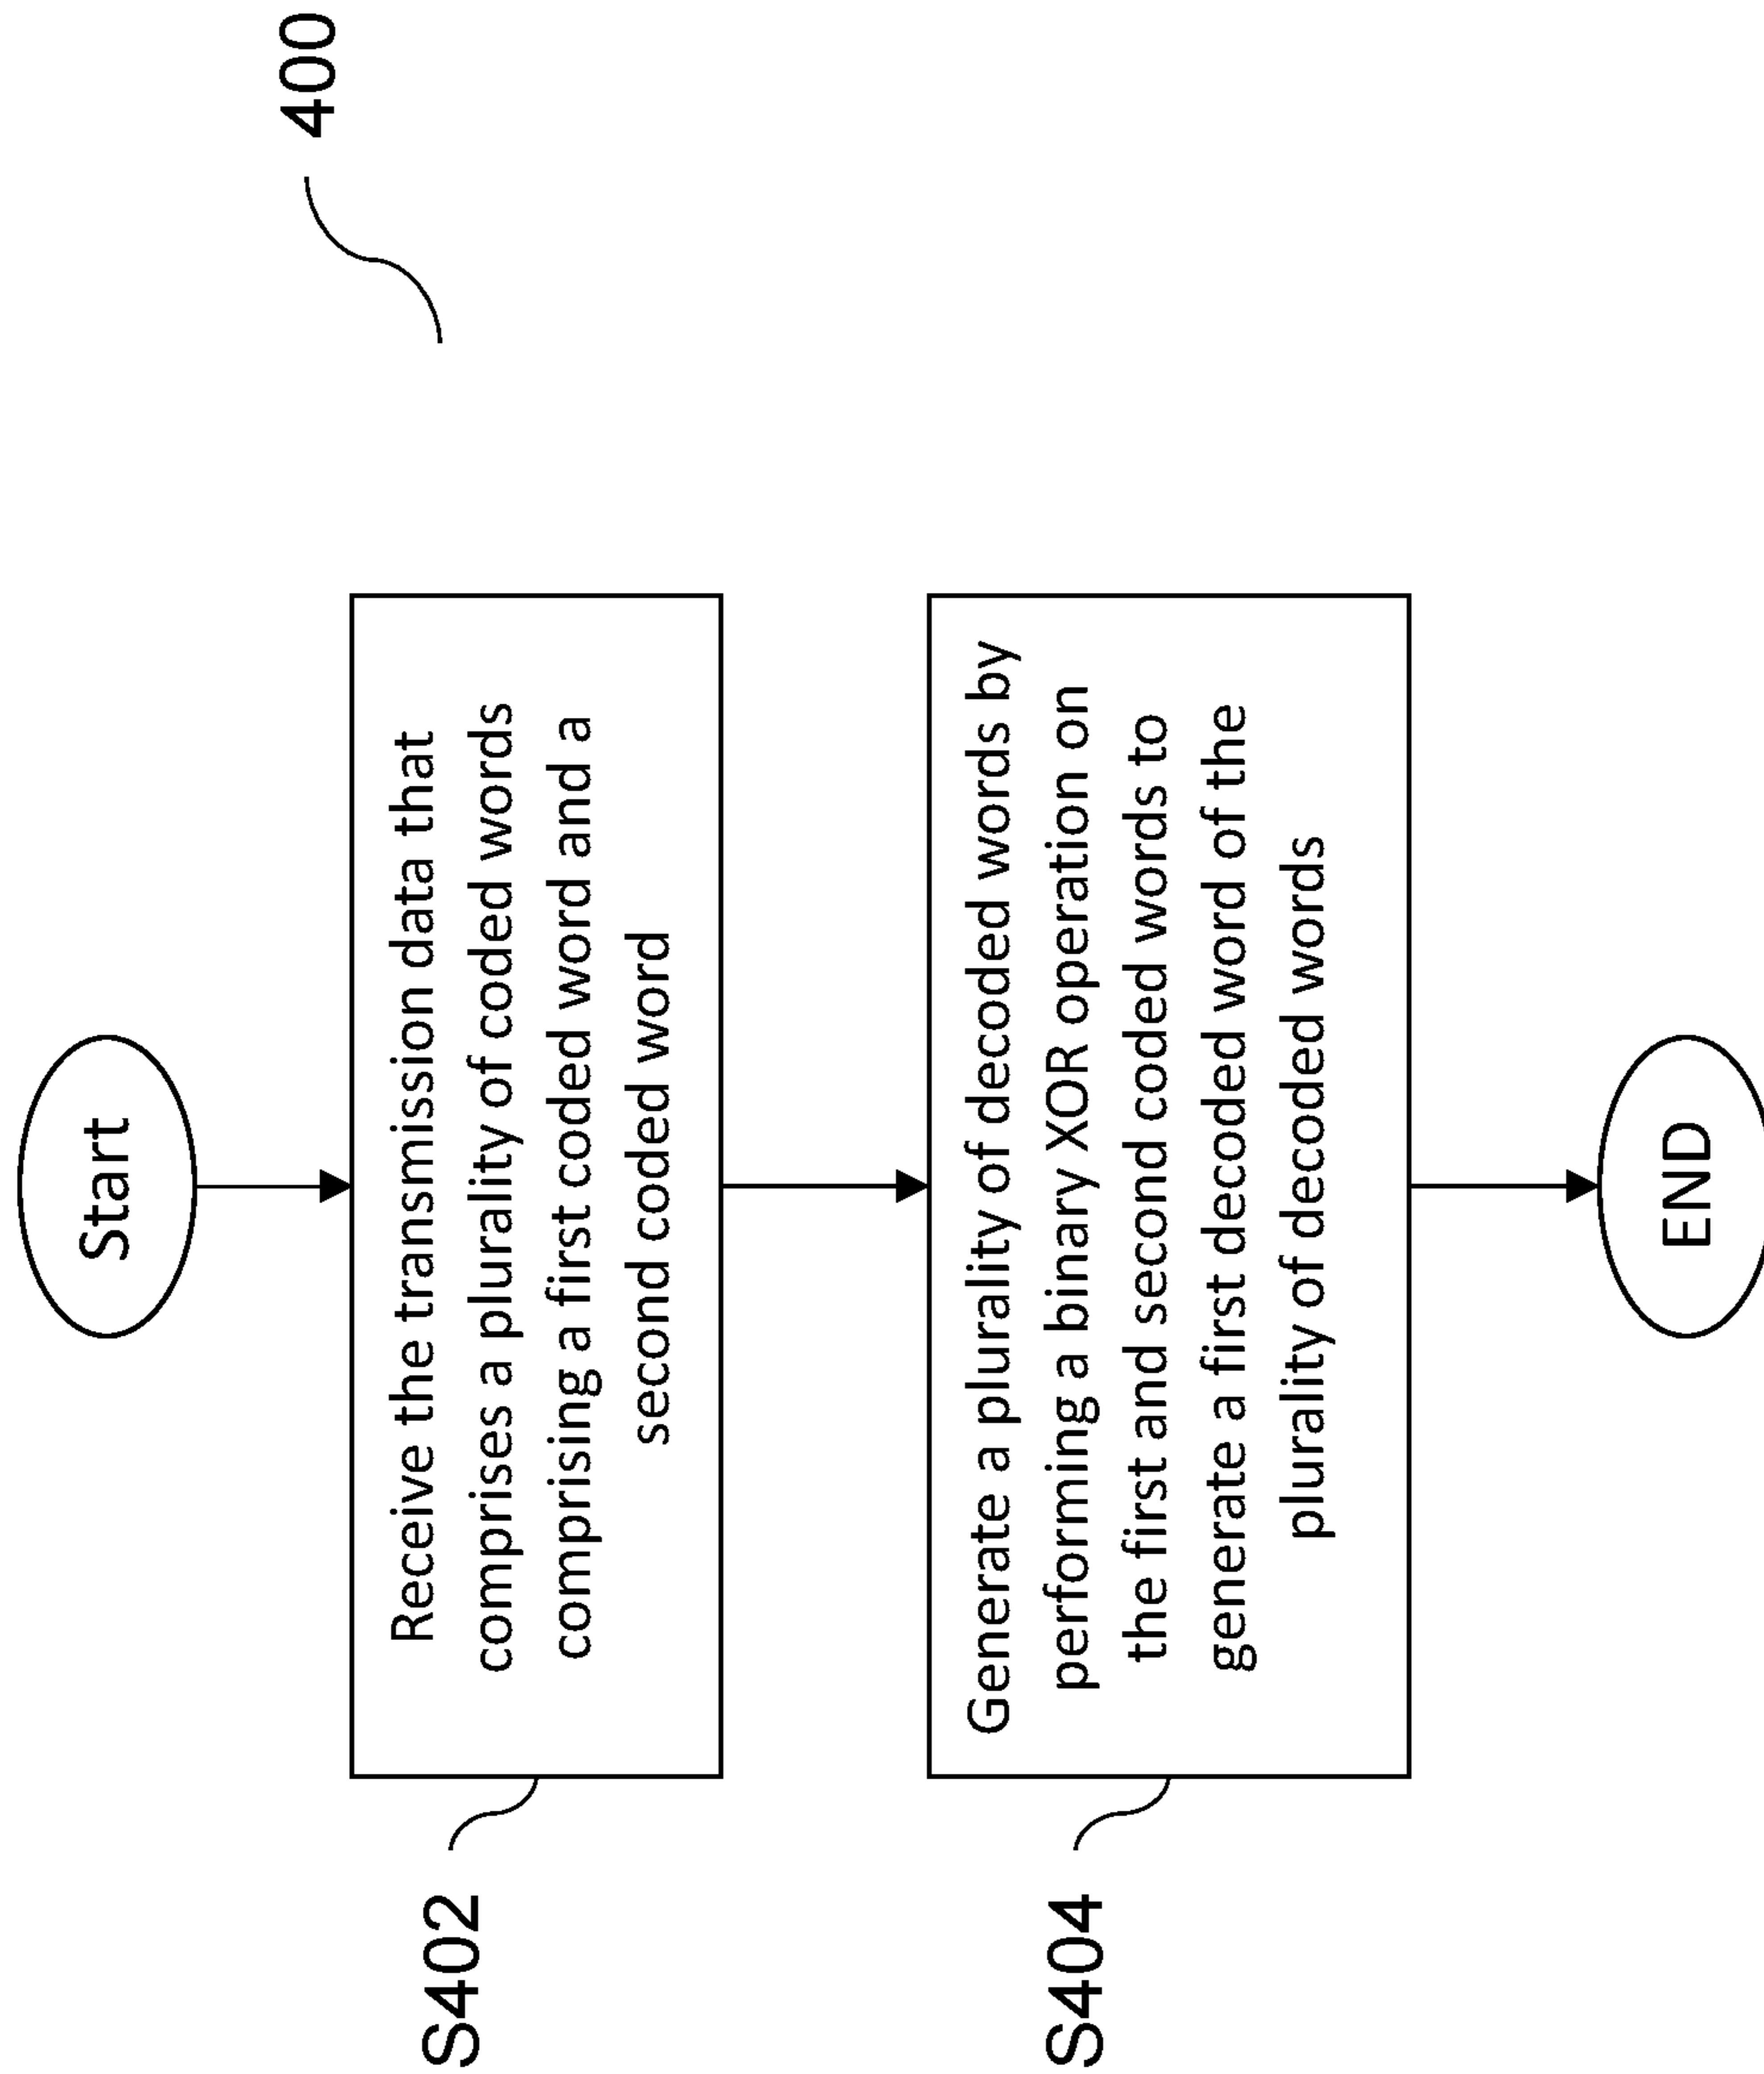 400
Start
S402
Receive the transmission data that
comprises a plurality of coded words
comprising a first coded word and a
second coded word
S404
Generate a plurality of decoded words by
performing a binary XOR operation on
the first and second coded words to
generate a first decoded word of the
plurality of decoded words
END